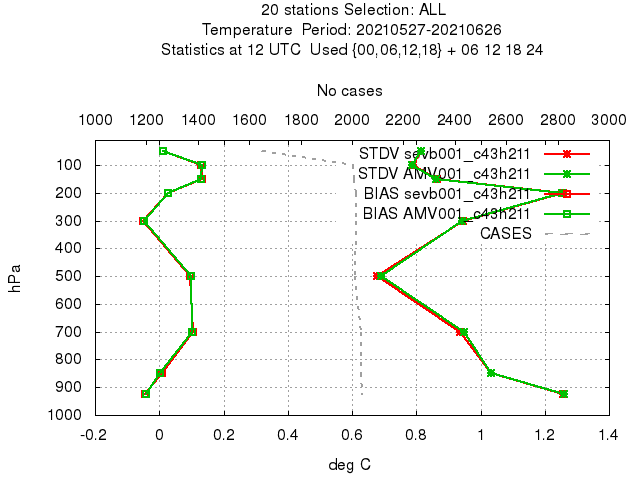 20 stations Selection: ALL
Temperature  Period: 20210527-20210626
Statistics at 12 UTC  Used {00,06,12,18} + 06 12 18 24
No cases
1000 1200 1400 1600 1800 2000 2200 2400 2600 2800 3000
STDV sevb001_c43h211
STDV AMV001_c43h211
BIAS sevb001_c43h211
BIAS AMV001_c43h211
CASES
100
200
300
400
500
600
700
800
900
1000
hPa
-0.2 0 0.2 0.4 0.6 0.8 1 1.2 1.4
deg C